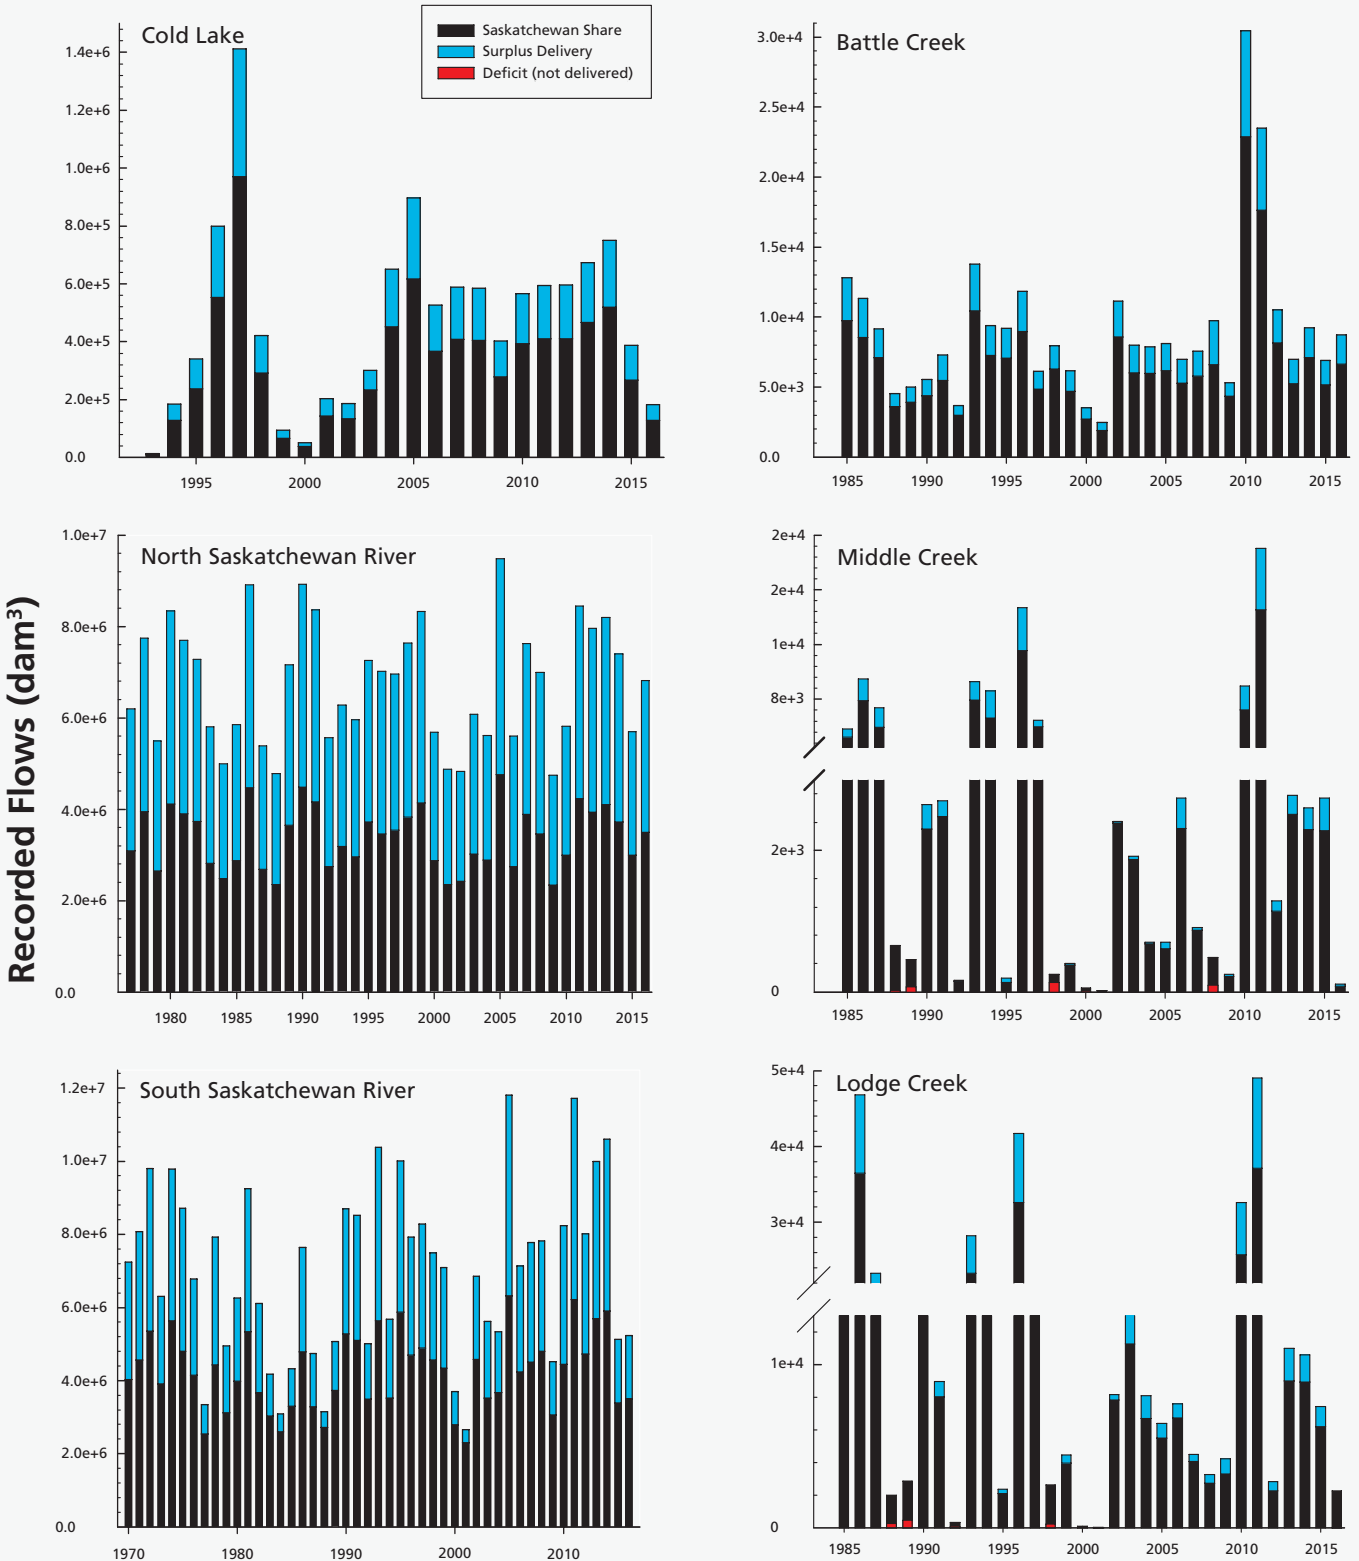 Recorded Flows (dam³)
Cold Lake
Saskatchewan Share
Surplus Delivery
Deficit (not delivered)
1.4e+6
1.2e+6
1.0e+6
8.0e+5
6.0e+5
4.0e+5
2.0e+5
0.0
1995 2000 2005 2010 2015
Battle Creek
3.0e+4
2.5e+4
2.0e+4
1.5e+4
1.0e+4
5.0e+3
0.0
1985 1990 1995 2000 2005 2010 2015
North Saskatchewan River
1.0e+7
8.0e+6
6.0e+6
4.0e+6
2.0e+6
0.0
1980 1985 1990 1995 2000 2005 2010 2015
Middle Creek
2e+4
2e+4
1e+4
8e+3
2e+3
0
1985 1990 1995 2000 2005 2010 2015
South Saskatchewan River
1.2e+7
1.0e+7
8.0e+6
6.0e+6
4.0e+6
2.0e+6
0.0
1970 1980 1990 2000 2010
Lodge Creek
5e+4
4e+4
3e+4
1e+4
0
1985 1990 1995 2000 2005 2010 2015